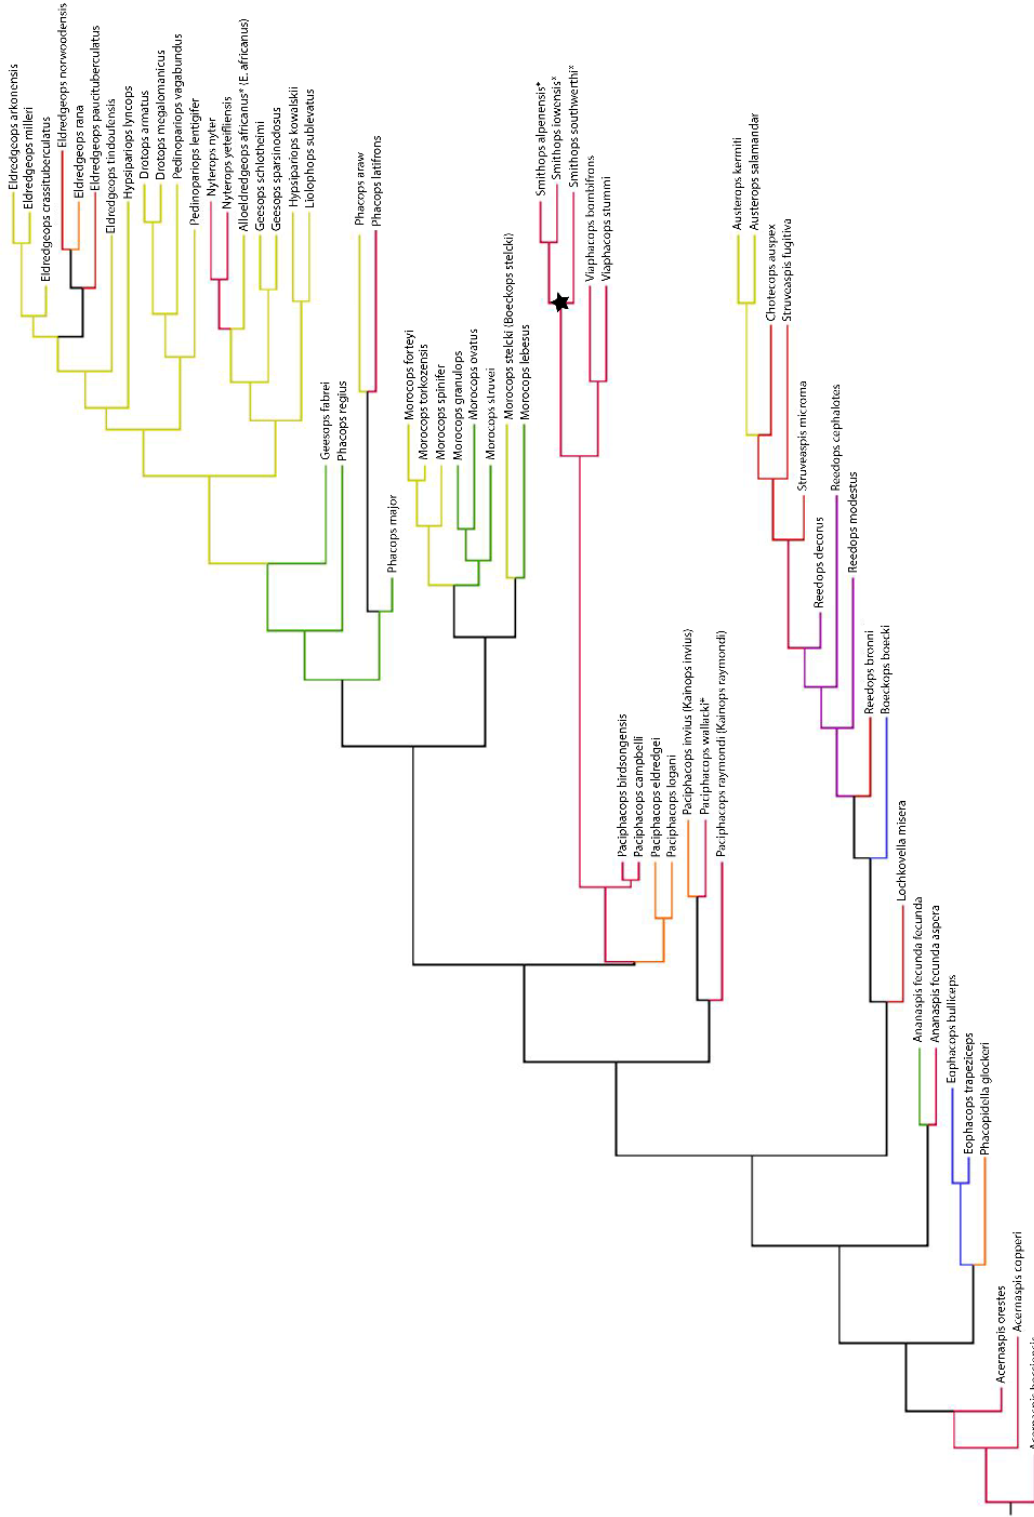 Eldredgeops arkonensis
Eldredgeops milleri
Eldredgeops crassituberculatus
Eldredgeops norwoodensis
Eldredgeops rana
Eldredgeops paucituberculatus
Eldredgeops tindoufensis
Hypsipariops lyncops
Drotops armatus
Drotops megalomanicus
Pedinopariops vagabundus
Pedinopariops lentigifer
Nyterops nyter
Nyterops yeteifliensis
Alloeldredgeops africanus* (E. africanus)
Geesops schlotheimi
Geesops sparsinodosus
Hypsipariops kowalskii
Liolophops sublevatus
Geesops fabrei
Phacops regius
Phacops araw
Phacops latifrons
Phacops major
Morocops forteyi
Morocops torkozensis
Morocops spinifer
Morocops granulops
Morocops ovatus
Morocops struvei
Morocops stelcki (Boeckops stelcki)
Morocops lebesus
Smithops alpenensis*
Smithops iowensis*
Smithops southwerthi*
Viaphacops bombifrons
Viaphacops stummi
Paciphacops birdsongensis
Paciphacops campbelli
Paciphacops eldredgei
Paciphacops logani
Paciphacops invius (Kainops invius)
Paciphacops wallacki*
Paciphacops raymondi (Kainops raymondi)
Austerops kermiti
Austerops salamandar
Chotecops auspex
Struveaspis fugitiva
Struveaspis microma
Reedops decorus
Reedops cephalotes
Reedops modestus
Reedops bronni
Boeckops boecki
Lochkovella misera
Ananaspis fecunda fecunda
Ananaspis fecunda aspera
Eophacops bulliceps
Eophacops trapeziceps
Phacopidella glockeri
Acernaspis orestes
Acernaspis copperi